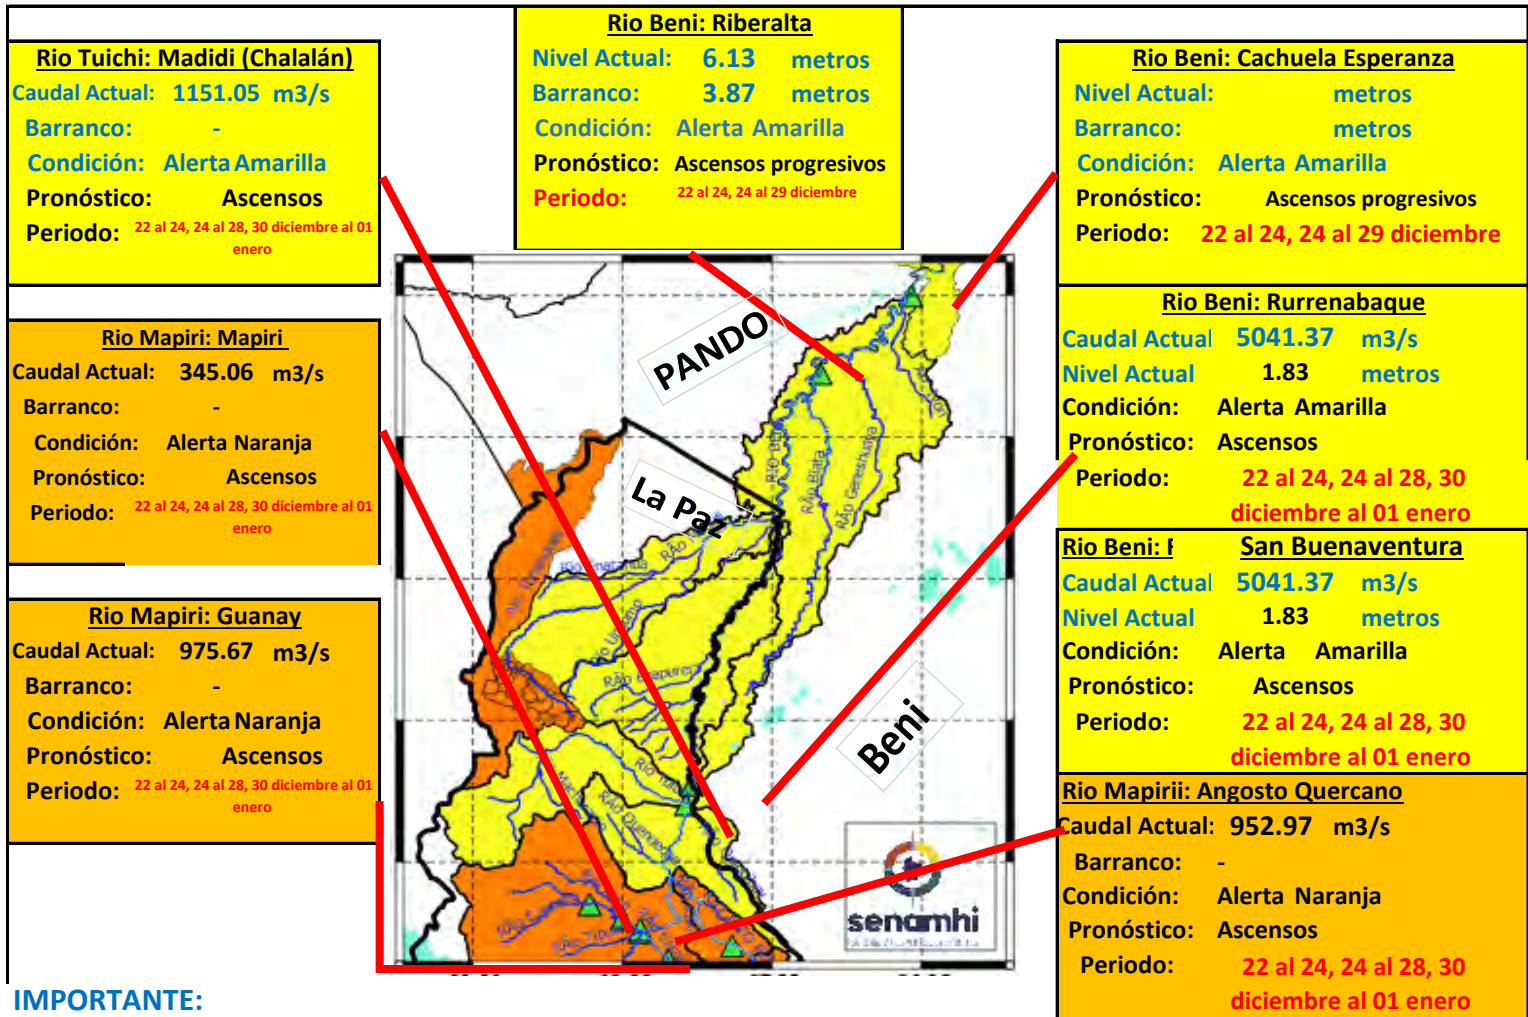 Rio Beni: Riberalta
Nivel Actual: 6.13 metros
Barranco: 3.87 metros
Condición: Alerta Amarilla
Pronóstico: Ascensos progresivos
Periodo: 22 al 24, 24 al 29 diciembre
Rio Tuichi: Madidi (Chalalán)
Caudal Actual: 1151.05 m3/s
Barranco: -
Condición: Alerta Amarilla
Pronóstico: Ascensos
Periodo: 22 al 24, 24 al 28, 30 diciembre al 01
enero
Rio Mapiri: Mapiri
Caudal Actual: 345.06 m3/s
Barranco: -
Condición: Alerta Naranja
Pronóstico: Ascensos
Periodo: 22 al 24, 24 al 28, 30 diciembre al 01
enero
Rio Mapiri: Guanay
Caudal Actual: 975.67 m3/s
Barranco: -
Condición: Alerta Naranja
Pronóstico: Ascensos
Periodo: 22 al 24, 24 al 28, 30 diciembre al 01
enero
PANDO
La Paz
Beni
RÃo Biata
RÃo Geneshuaya
senamhi
Rio Beni: Cachuela Esperanza
Nivel Actual: metros
Barranco: metros
Condición: Alerta Amarilla
Pronóstico: Ascensos progresivos
Periodo: 22 al 24, 24 al 29 diciembre
Rio Beni: Rurrenabaque
Caudal Actual 5041.37 m3/s
Nivel Actual 1.83 metros
Condición: Alerta Amarilla
Pronóstico: Ascensos
Periodo: 22 al 24, 24 al 28, 30
diciembre al 01 enero
Rio Beni: San Buenaventura
Caudal Actual 5041.37 m3/s
Nivel Actual 1.83 metros
Condición: Alerta Amarilla
Pronóstico: Ascensos
Periodo: 22 al 24, 24 al 28, 30
diciembre al 01 enero
Rio Mapirii: Angosto Quercano
Caudal Actual: 952.97 m3/s
Barranco: -
Condición: Alerta Naranja
Pronóstico: Ascensos
Periodo: 22 al 24, 24 al 28, 30
diciembre al 01 enero
IMPORTANTE: